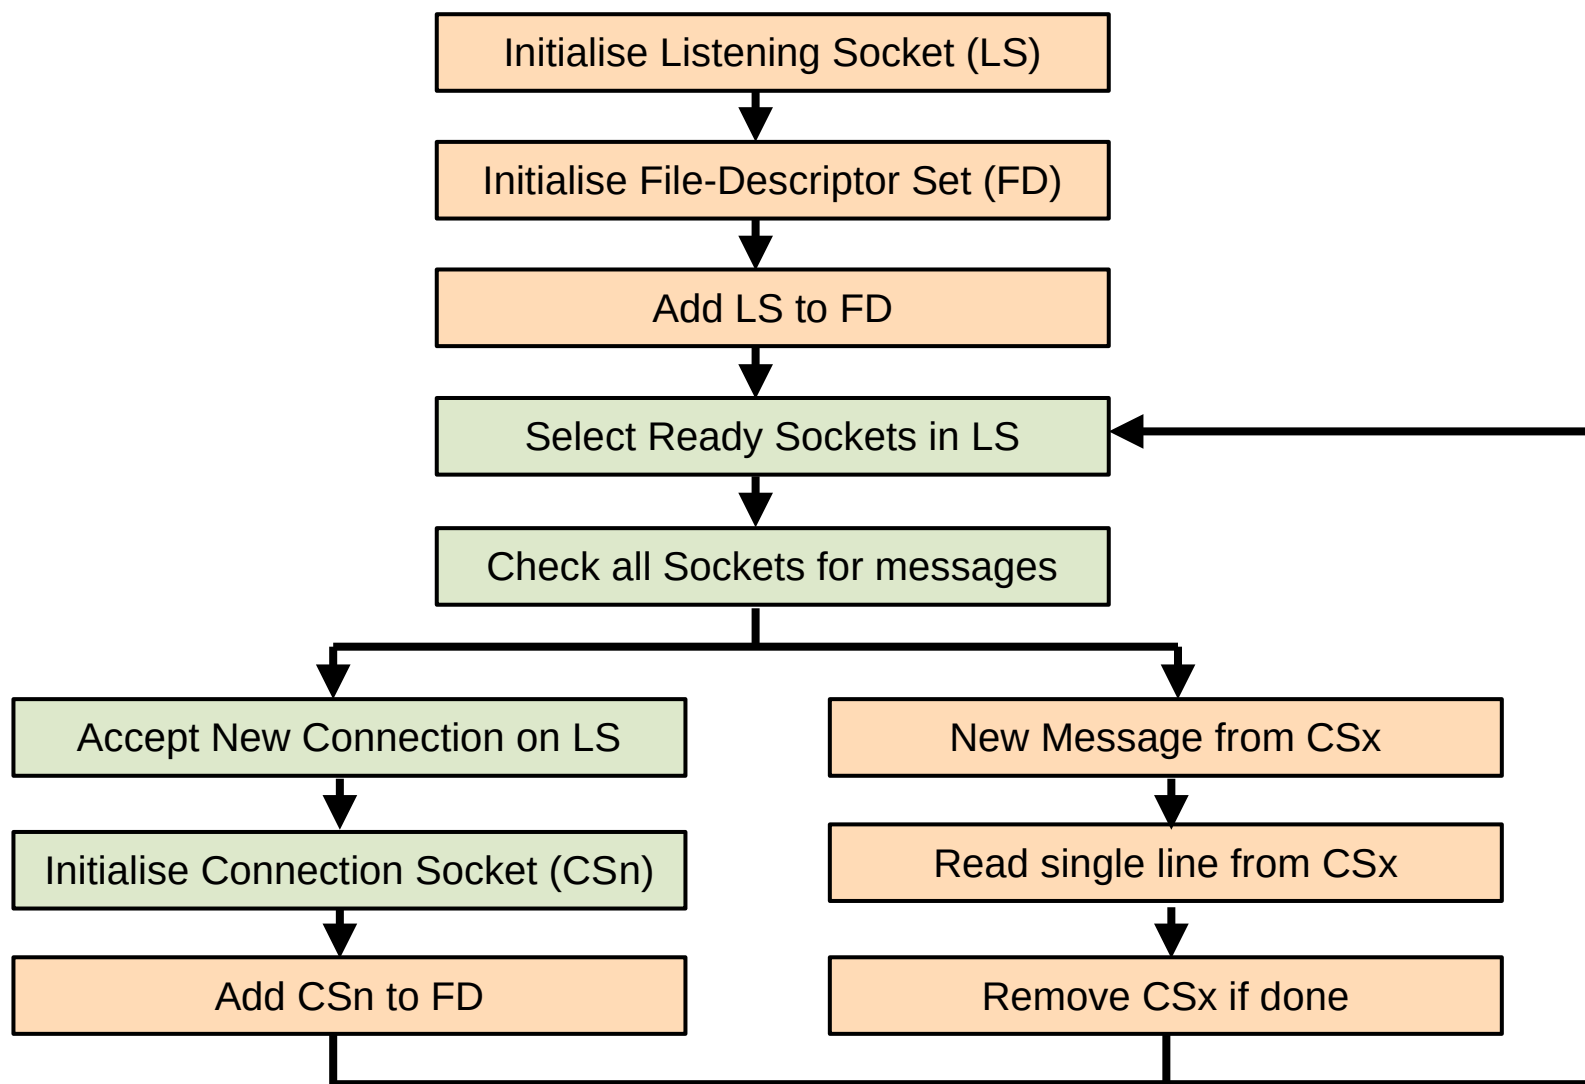 Initialise Listening Socket (LS)
Initialise File-Descriptor Set (FD)
Add LS to FD
Select Ready Sockets in LS
Check all Sockets for messages
Accept New Connection on LS
Initialise Connection Socket (CSn)
Add CSn to FD
New Message from CSx
Read single line from CSx
Remove CSx if done